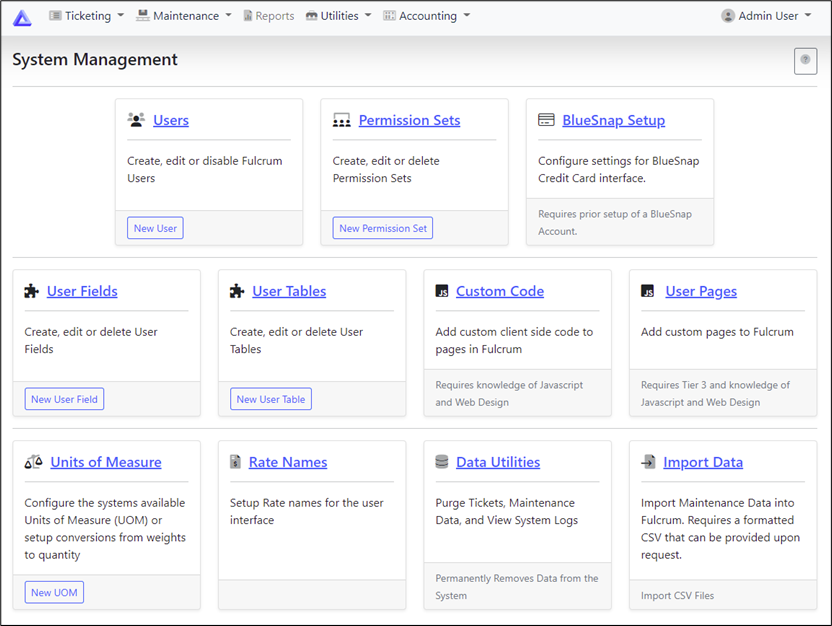 Ticketing Maintenance Reports Utilities Accounting Admin User
System Management
Users
Create, edit or disable Fulcrum
Users
New User
Permission Sets
Create, edit or delete
Permission Sets
New Permission Set
BlueSnap Setup
Configure settings for BlueSnap
Credit Card interface.
Requires prior setup of a BlueSnap
Account.
User Fields
Create, edit or delete User
Fields
New User Field
User Tables
Create, edit or delete User
Tables
New User Table
JS Custom Code
Add custom client side code to
pages in Fulcrum
Requires knowledge of Javascript
and Web Design
JS User Pages
Add custom pages to Fulcrum
Requires Tier 3 and knowledge of
Javascript and Web Design
Units of Measure
Configure the systems available
Units of Measure (UOM) or
setup conversions from weights
to quantity
New UOM
$ Rate Names
Setup Rate names for the user
interface
Data Utilities
Purge Tickets, Maintenance
Data, and View System Logs
Permanently Removes Data from the
System
Import Data
Import Maintenance Data into
Fulcrum. Requires a formatted
CSV that can be provided upon
request.
Import CSV Files